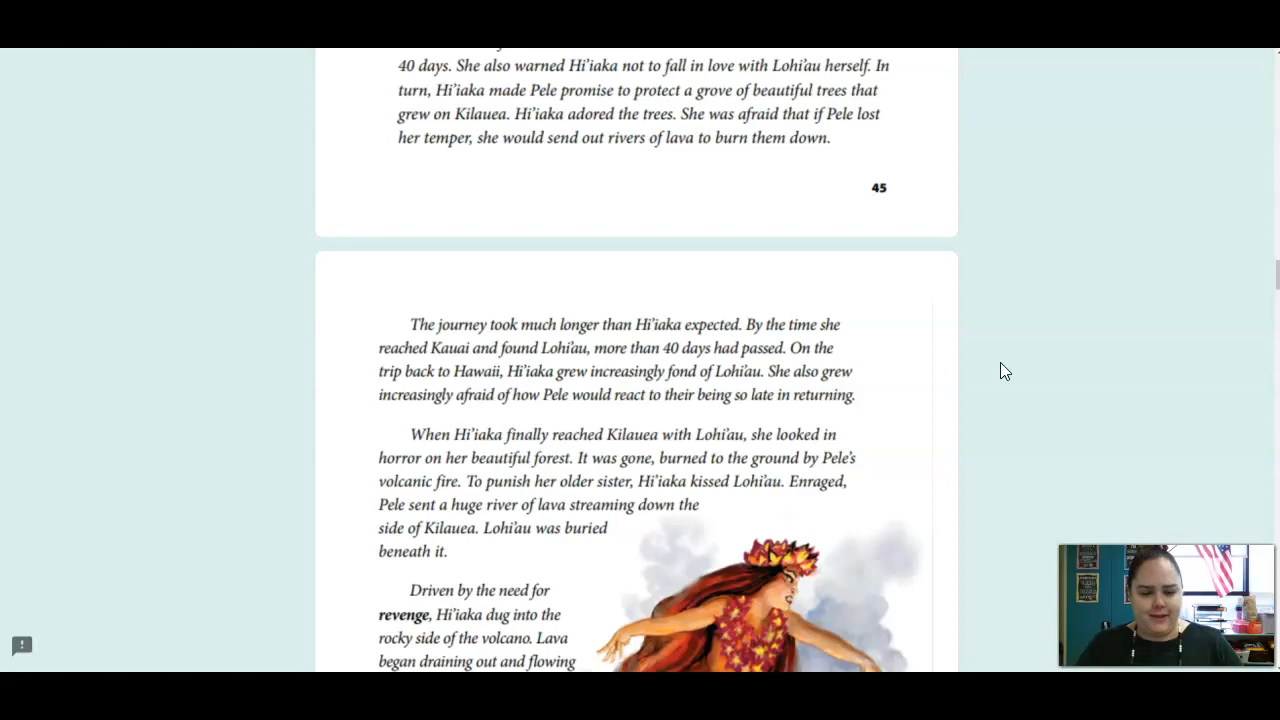 40 days. She also warned Hi'iaka not to fall in love with Lohi'au herself. In
turn, Hi'iaka made Pele promise to protect a grove of beautiful trees that
grew on Kilauea. Hi'iaka adored the trees. She was afraid that if Pele lost
her temper, she would send out rivers of lava to burn them down.
45
The journey took much longer than Hi'iaka expected. By the time she
reached Kauai and found Lohi'au, more than 40 days had passed. On the
trip back to Hawaii, Hi'iaka grew increasingly fond of Lohi'au. She also grew
increasingly afraid of how Pele would react to their being so late in returning.
When Hi'iaka finally reached Kilauea with Lohi'au, she looked in
horror on her beautiful forest. It was gone, burned to the ground by Pele's
volcanic fire. To punish her older sister, Hi'iaka kissed Lohi'au. Enraged,
Pele sent a huge river of lava streaming down the
side of Kilauea. Lohi'au was buried
beneath it.
Driven by the need for
revenge, Hi'iaka dug into the
rocky side of the volcano. Lava
began draining out and flowing